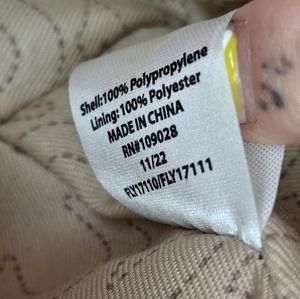 Shell:100% Polypropylene
Lining:100% Polyester
MADE IN CHINA
RN#109028
11/22
FLY17110/FLY17111